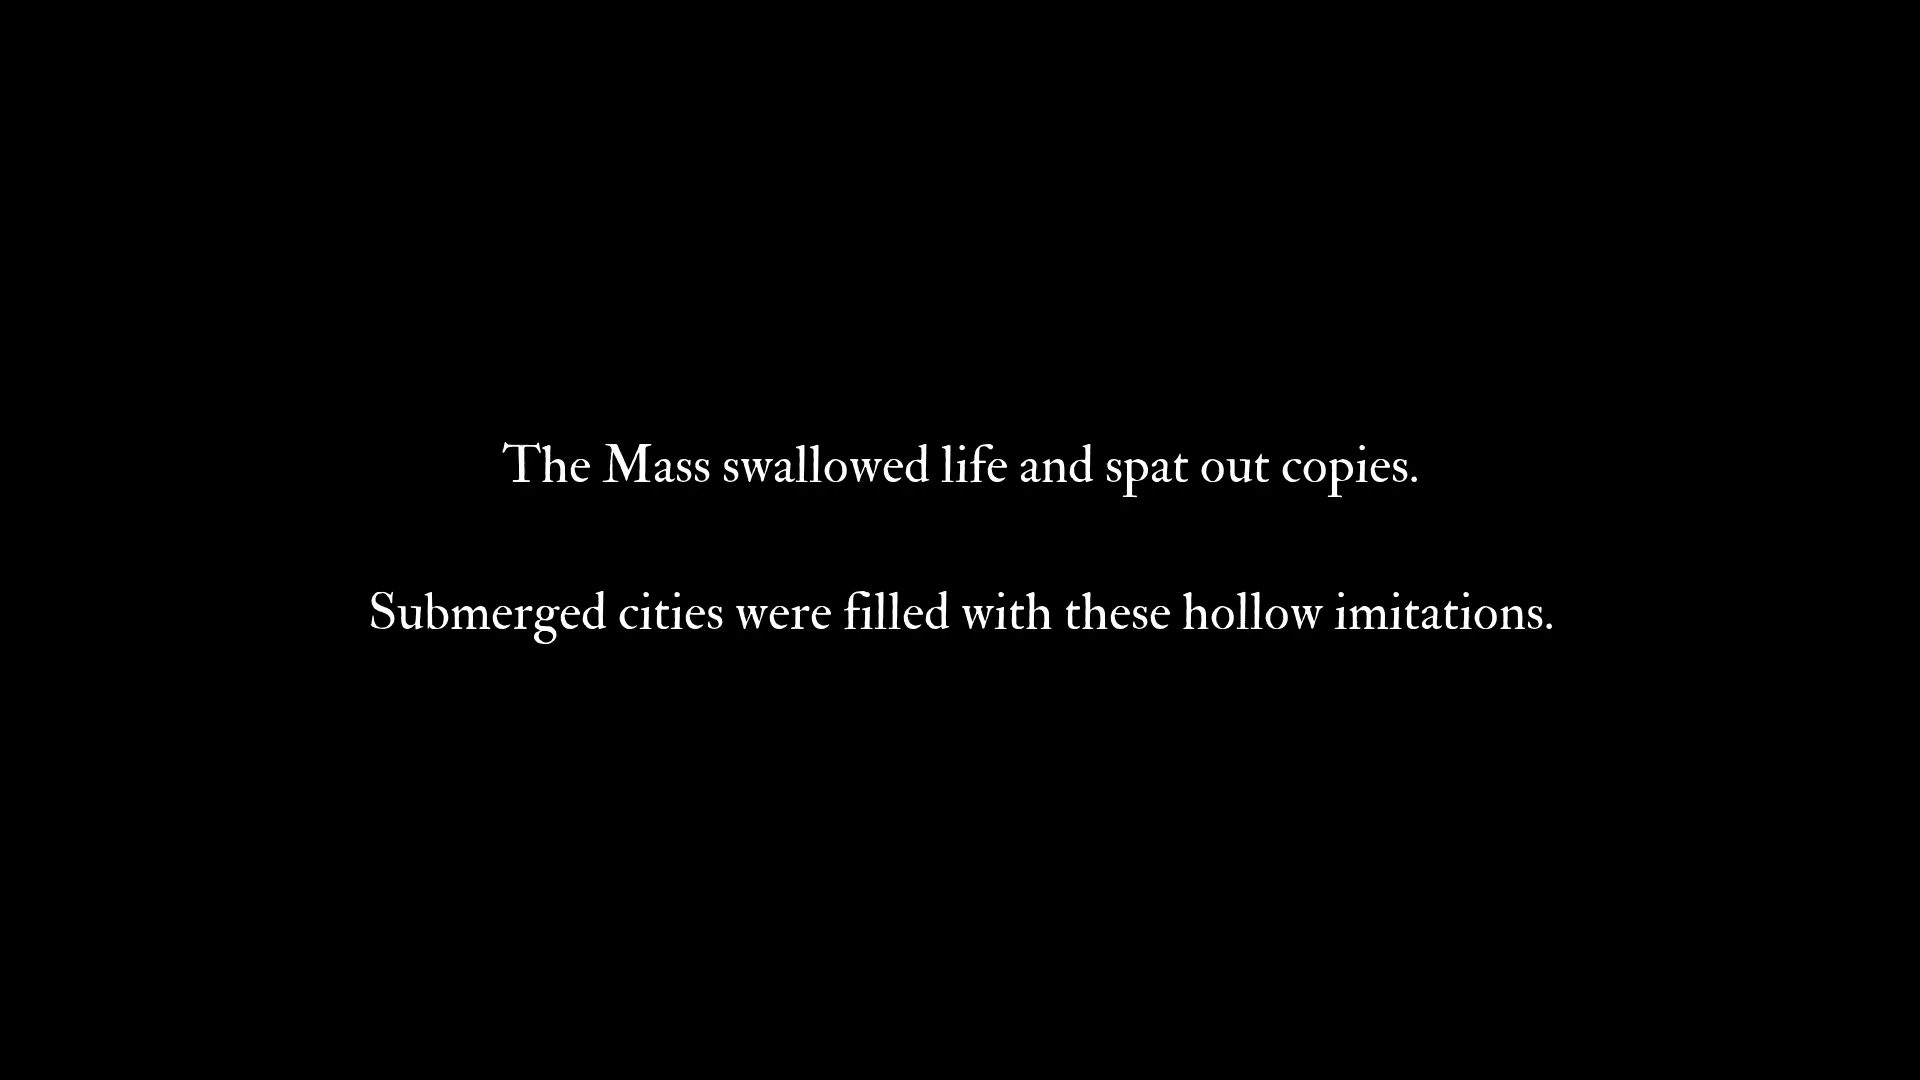 The Mass swallowed life and spat out copies.
Submerged cities were filled with these hollow imitations.